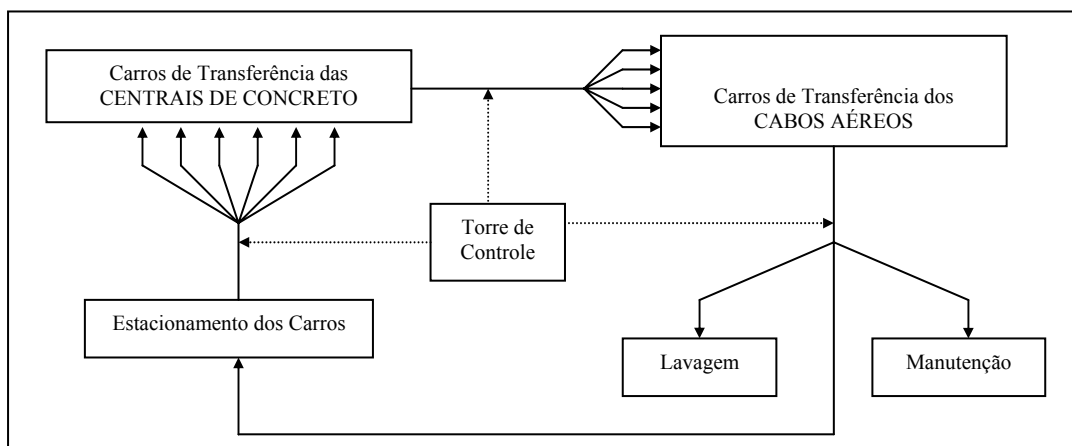 Carros de Transferência das
CENTRAIS DE CONCRETO
Carros de Transferência dos
CABOS AÉREOS
Torre de
Controle
Estacionamento dos Carros
Lavagem
Manutenção